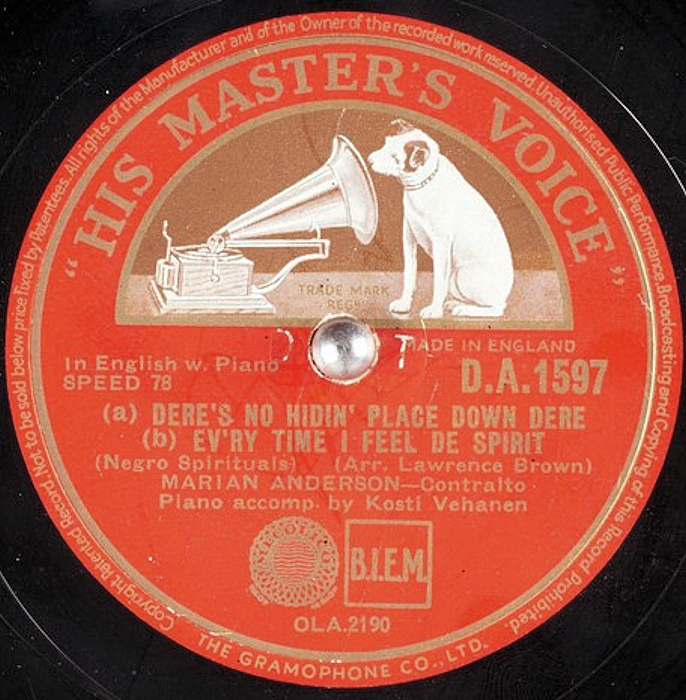 Copyright Patented Record. Not to be sold below price fixed by Patentees. All rights of the Manufacturer and of the Owner of the recorded work reserved. Unauthorised Public Performance, Broadcasting and Copying of this Record Prohibited.
"HIS MASTER'S VOICE"
TRADE MARK
REGD
T
MADE IN ENGLAND
In English w. Piano
SPEED 78
D.A.1597
(a) DERE'S NO HIDIN' PLACE DOWN DERE
(b) EV'RY TIME I FEEL DE SPIRIT
(Negro Spirituals) (Arr. Lawrence Brown)
MARIAN ANDERSON—Contralto
Piano accomp. by Kosti Vehanen
B.I.E.M.
OLA.2190
THE GRAMOPHONE CO., LTD.